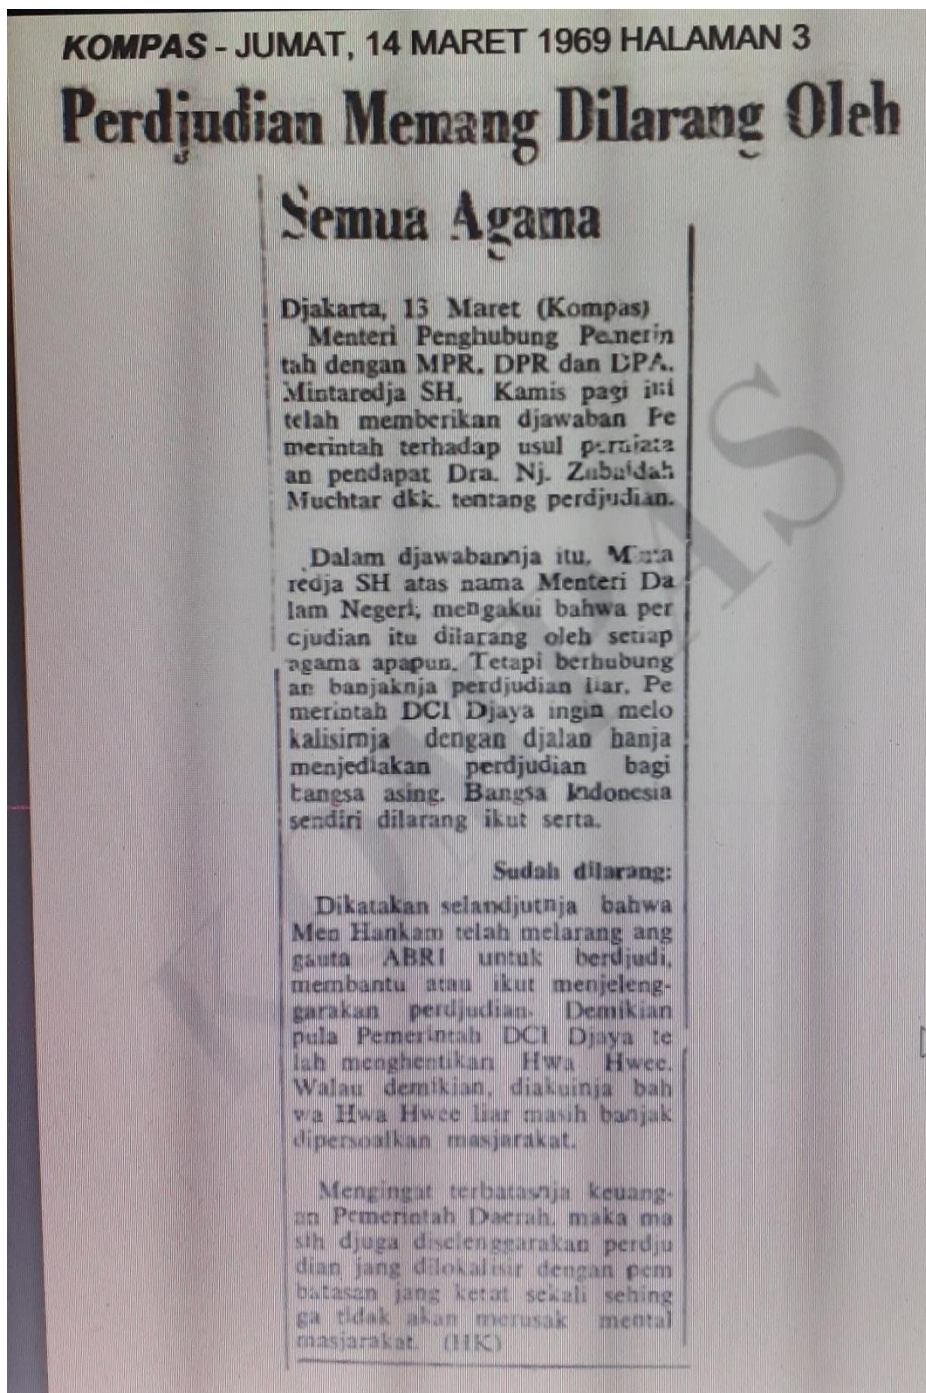 KOMPAS - JUMAT, 14 MARET 1969 HALAMAN 3
Perdjudian Memang Dilarang Oleh
Semua Agama
Djakarta, 13 Maret (Kompas)
Menteri Penghubung Pemerin
tah dengan MPR, DPR dan DPA,
Mintaredja SH, Kamis pagi ini
telah memberikan djawaban Pe
merintah terhadap usul pernjata
an pendapat Dra. Nj. Zubaidah
Muchtar dkk. tentang perdjudian.
Dalam djawabannja itu, Minta
redja SH atas nama Menteri Da
lam Negeri, mengakui bahwa per
djudian itu dilarang oleh setiap
agama apapun. Tetapi berhubung
an banjaknja perdjudian liar, Pe
merintah DCI Djaya ingin melo
kalisirnja dengan djalan hanja
menjediakan perdjudian bagi
bangsa asing. Bangsa Indonesia
sendiri dilarang ikut serta.
Sudah dilarang:
Dikatakan selandjutnja bahwa
Men Hankam telah melarang ang
gauta ABRI untuk berdjudi,
membantu atau ikut menjeleng-
garakan perdjudian. Demikian
pula Pemerintah DCI Djaya te
lah menghentikan Hwa Hwee.
Walau demikian, diakuinja bah
wa Hwa Hwee liar masih banjak
dipersoalkan masjarakat.
Mengingat terbatasnja keuang-
an Pemerintah Daerah, maka ma
sih djuga diselenggarakan perdju
dian jang dilokalisir dengan pem
batasan jang ketat sekali sehing
ga tidak akan merusak mental
masjarakat. (HK)
KOMPAS